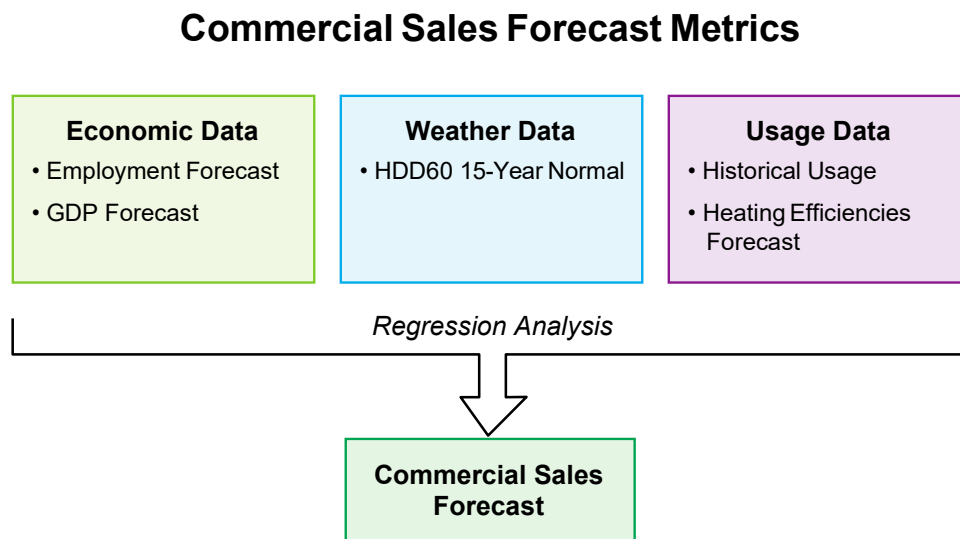 Commercial Sales Forecast Metrics
Economic Data
• Employment Forecast
• GDP Forecast
Weather Data
• HDD60 15-Year Normal
Usage Data
• Historical Usage
• Heating Efficiencies
Forecast
Regression Analysis
Commercial Sales
Forecast